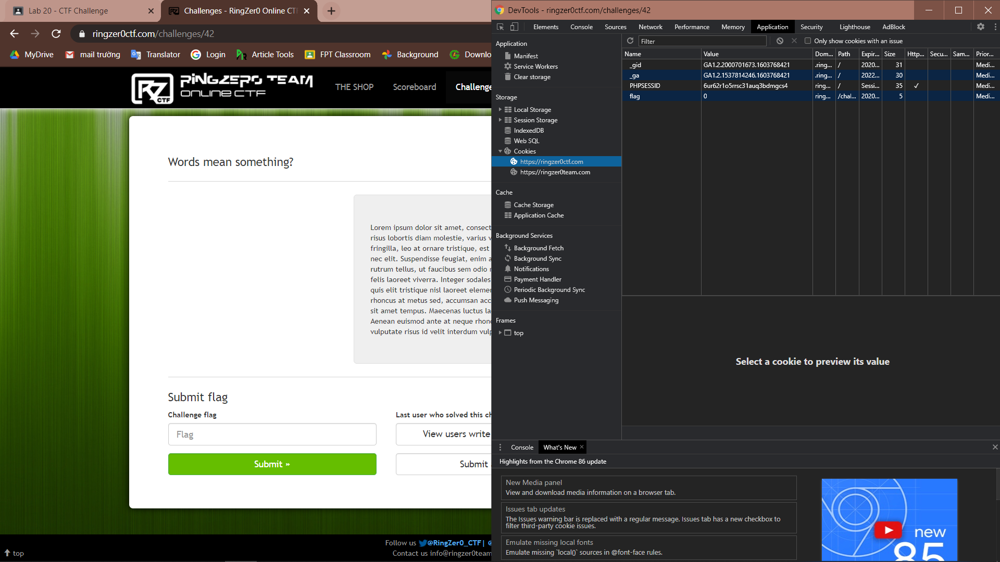 Lab 20 - CTF Challenge
Challenges - RingZer0 Online CT
ringzer0ctf.com/challenges/42
MyDrive
mail trường
Translator
Login
Article Tools
FPT Classroom
Background
Downlo
RiNGZER0 TEAM
ONLINE CTF
RZ
CTF
THE SHOP
Scoreboard
Challenge
Words mean something?
Lorem ipsum dolor sit amet, consect
risus lobortis diam molestie, varius v
fringilla, leo at ornare tristique, est
nec elit. Suspendisse feugiat, enim a
rutrum tellus, ut faucibus sem odio
felis laoreet viverra. Integer sodales
quis elit tristique nisl laoreet eleme
rhoncus at metus sed, accumsan acc
sit amet tempus. Maecenas luctus la
Aenean euismod ante at neque rhon
vulputate risus id velit interdum vulp
Submit flag
Challenge flag
Flag
Submit »
Last user who solved this ch
View users write
Submit
Follow us @RingZer0_CTF| @
Contact us info@ringzer0team
top
DevTools - ringzer0ctf.com/challenges/42
Elements
Console
Sources
Network
Performance
Memory
Application
Security
Lighthouse
AdBlock
Application
Manifest
Service Workers
Clear storage
Storage
Local Storage
Session Storage
IndexedDB
Web SQL
Cookies
https://ringzer0ctf.com
https://ringzer0team.com
Cache
Cache Storage
Application Cache
Background Services
Background Fetch
Background Sync
Notifications
Payment Handler
Periodic Background Sync
Push Messaging
Frames
top
Filter
Only show cookies with an issue
Name Value Dom... Path Expir... Size Http... Secu... Sam... Prior...
_gid GA1.2.2000701673.1603768421 .ring... / 2020... 31 Medi...
_ga GA1.2.1537814246.1603768421 .ring... / 2022... 30 Medi...
PHPSESSID 6ur62r1o5rrsc31auq3bdmgcs4 ring... / Sessi... 35 ✓ Medi...
flag 0 ring... /chal... 2020... 5 Medi...
Select a cookie to preview its value
Console
What's New
Highlights from the Chrome 86 update
New Media panel
View and download media information on a browser tab.
Issues tab updates
The Issues warning bar is replaced with a regular message. Issues tab has a new checkbox to
filter third-party cookie issues.
Emulate missing local fonts
Emulate missing `local()` sources in @font-face rules.
new
85